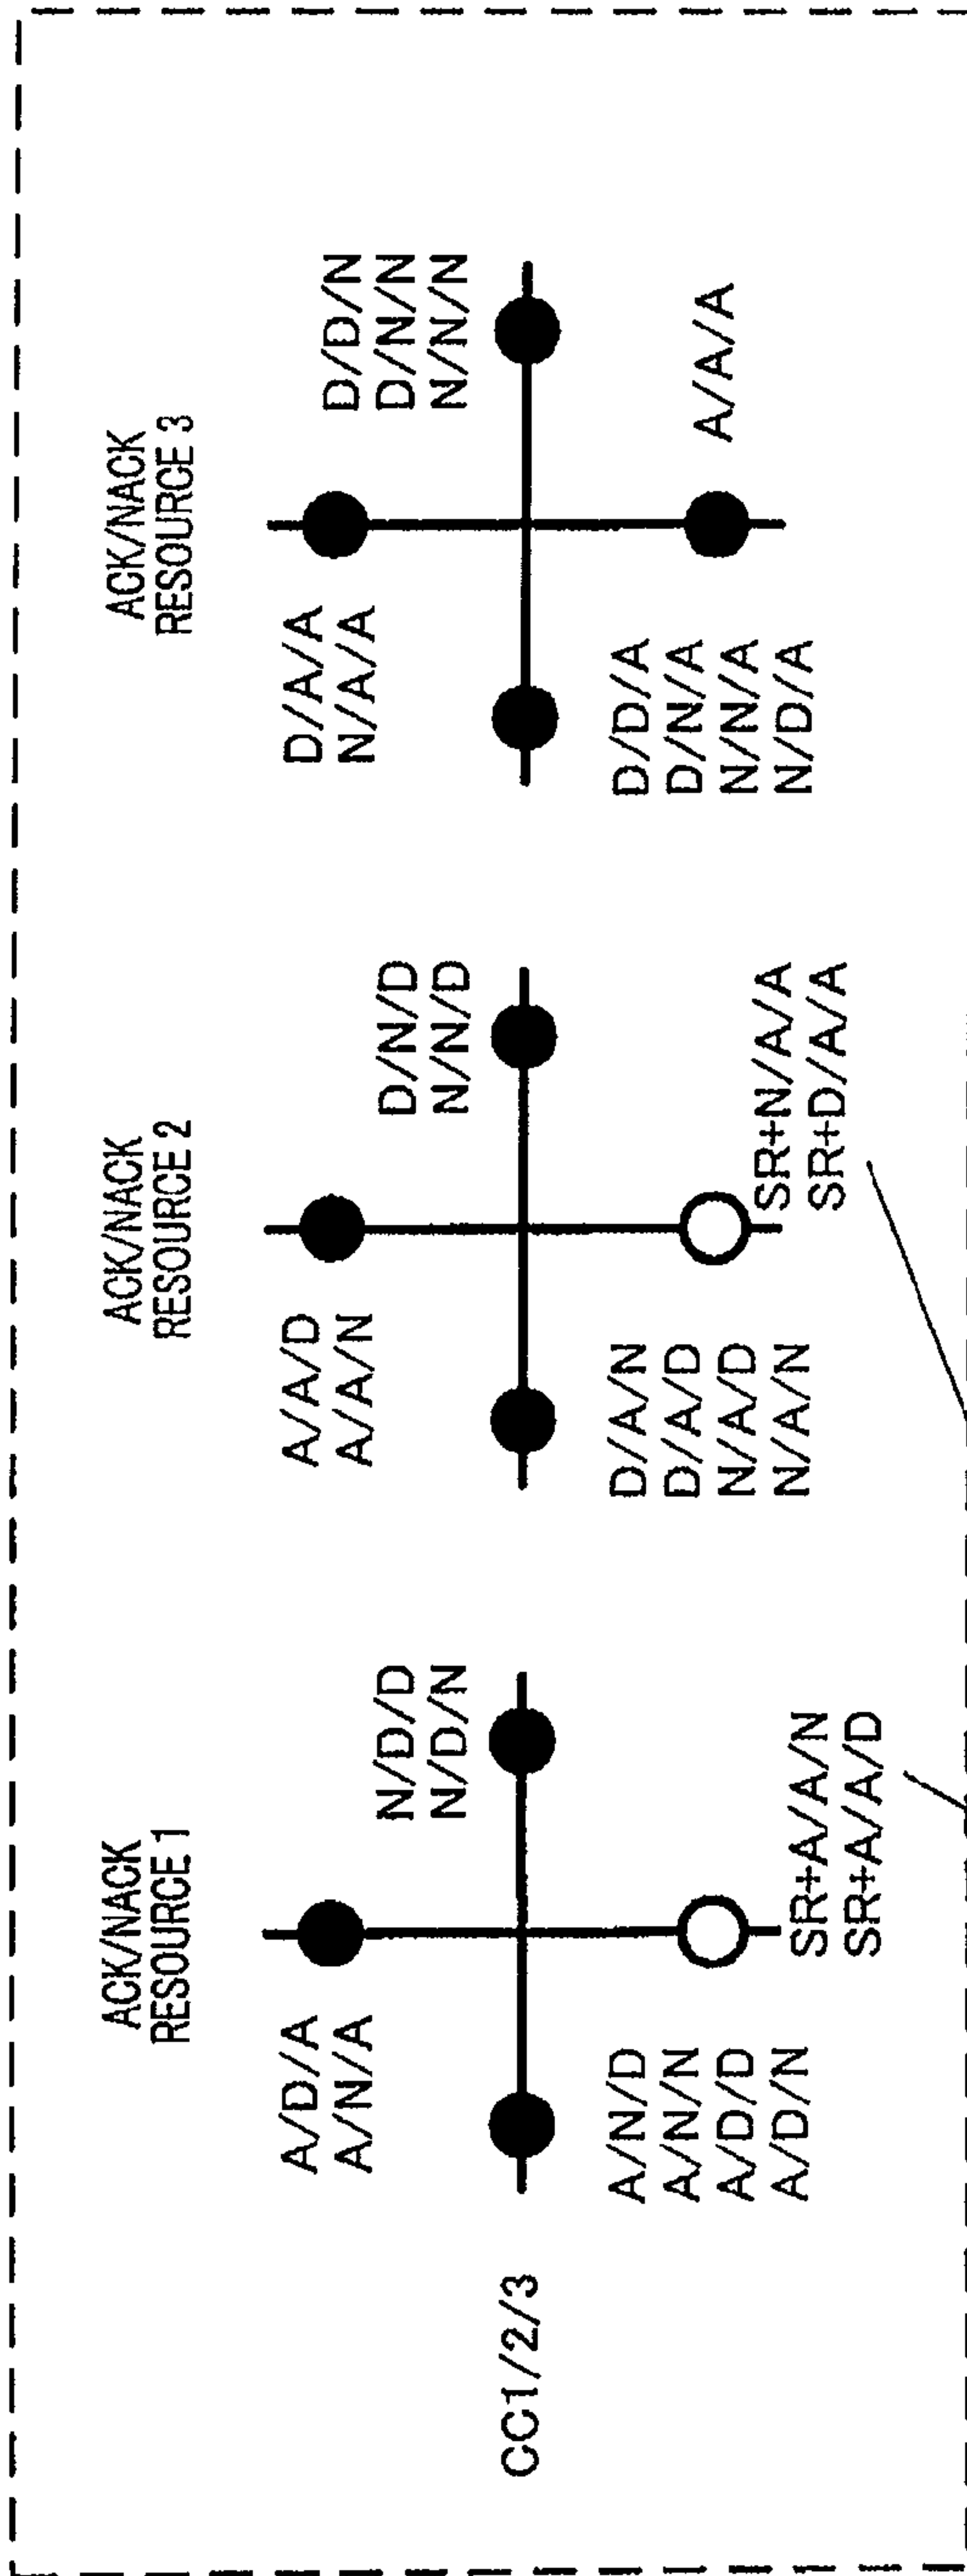 ACK/NACK
RESOURCE 1
A/D/A
A/N/A
N/D/D
N/D/N
CC1/2/3
A/N/D
A/N/N
A/D/D
A/D/N
SR+A/A/N
SR+A/A/D
ACK/NACK
RESOURCE 2
A/A/D
A/A/N
D/N/D
N/N/D
D/A/N
D/A/D
N/A/D
N/A/N
SR+N/A/A
SR+D/A/A
ACK/NACK
RESOURCE 3
D/A/A
N/A/A
D/D/N
D/N/N
N/N/N
D/D/A
D/N/A
N/N/A
N/D/A
A/A/A